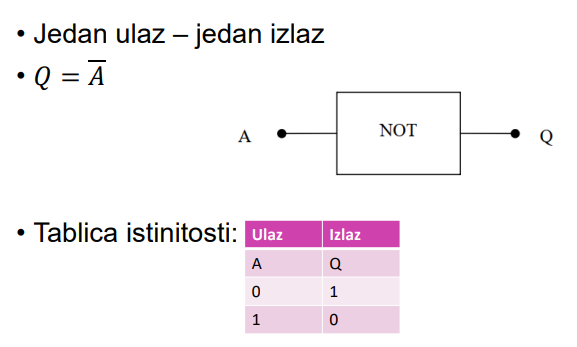 • Jedan ulaz – jedan izlaz
• Q = A̅
A NOT Q
• Tablica istinitosti:
Ulaz Izlaz
A Q
0 1
1 0